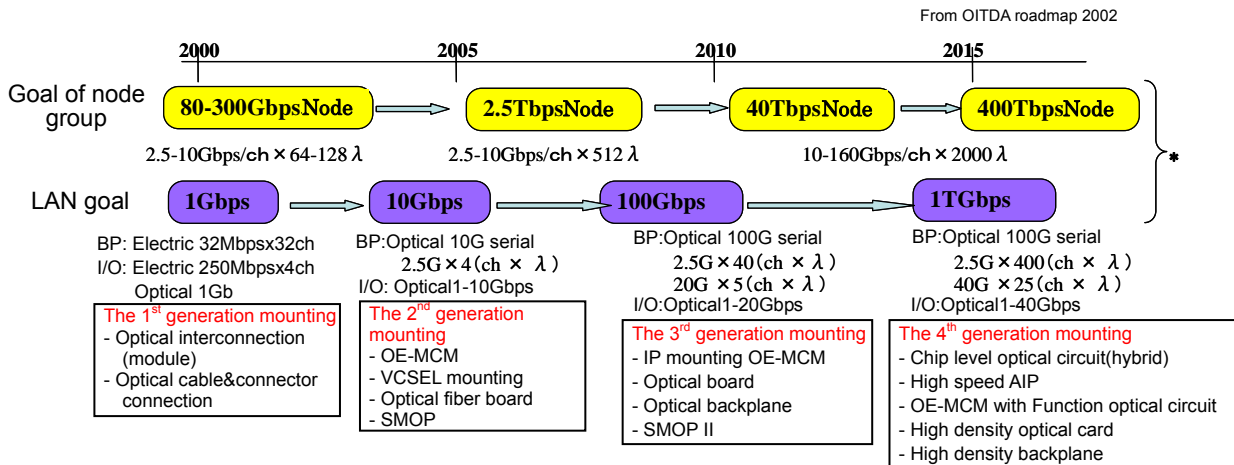 From OITDA roadmap 2002
2000 2005 2010 2015
Goal of node
group
80-300GbpsNode 2.5TbpsNode 40TbpsNode 400TbpsNode
2.5-10Gbps/ch×64-128 λ 2.5-10Gbps/ch×512 λ 10-160Gbps/ch×2000 λ
*
LAN goal
1Gbps 10Gbps 100Gbps 1TGbps
BP: Electric 32Mbpsx32ch
I/O: Electric 250Mbpsx4ch
Optical 1Gb
The 1st generation mounting
- Optical interconnection
(module)
- Optical cable&connector
connection
BP:Optical 10G serial
2.5G×4(ch × λ)
I/O: Optical1-10Gbps
The 2nd generation
mounting
- OE-MCM
- VCSEL mounting
- Optical fiber board
- SMOP
BP:Optical 100G serial
2.5G×40(ch × λ)
20G×5(ch × λ)
I/O:Optical1-20Gbps
The 3rd generation mounting
- IP mounting OE-MCM
- Optical board
- Optical backplane
- SMOP II
BP:Optical 100G serial
2.5G×400(ch × λ)
40G×25(ch × λ)
I/O:Optical1-40Gbps
The 4th generation mounting
- Chip level optical circuit(hybrid)
- High speed AIP
- OE-MCM with Function optical circuit
- High density optical card
- High density backplane